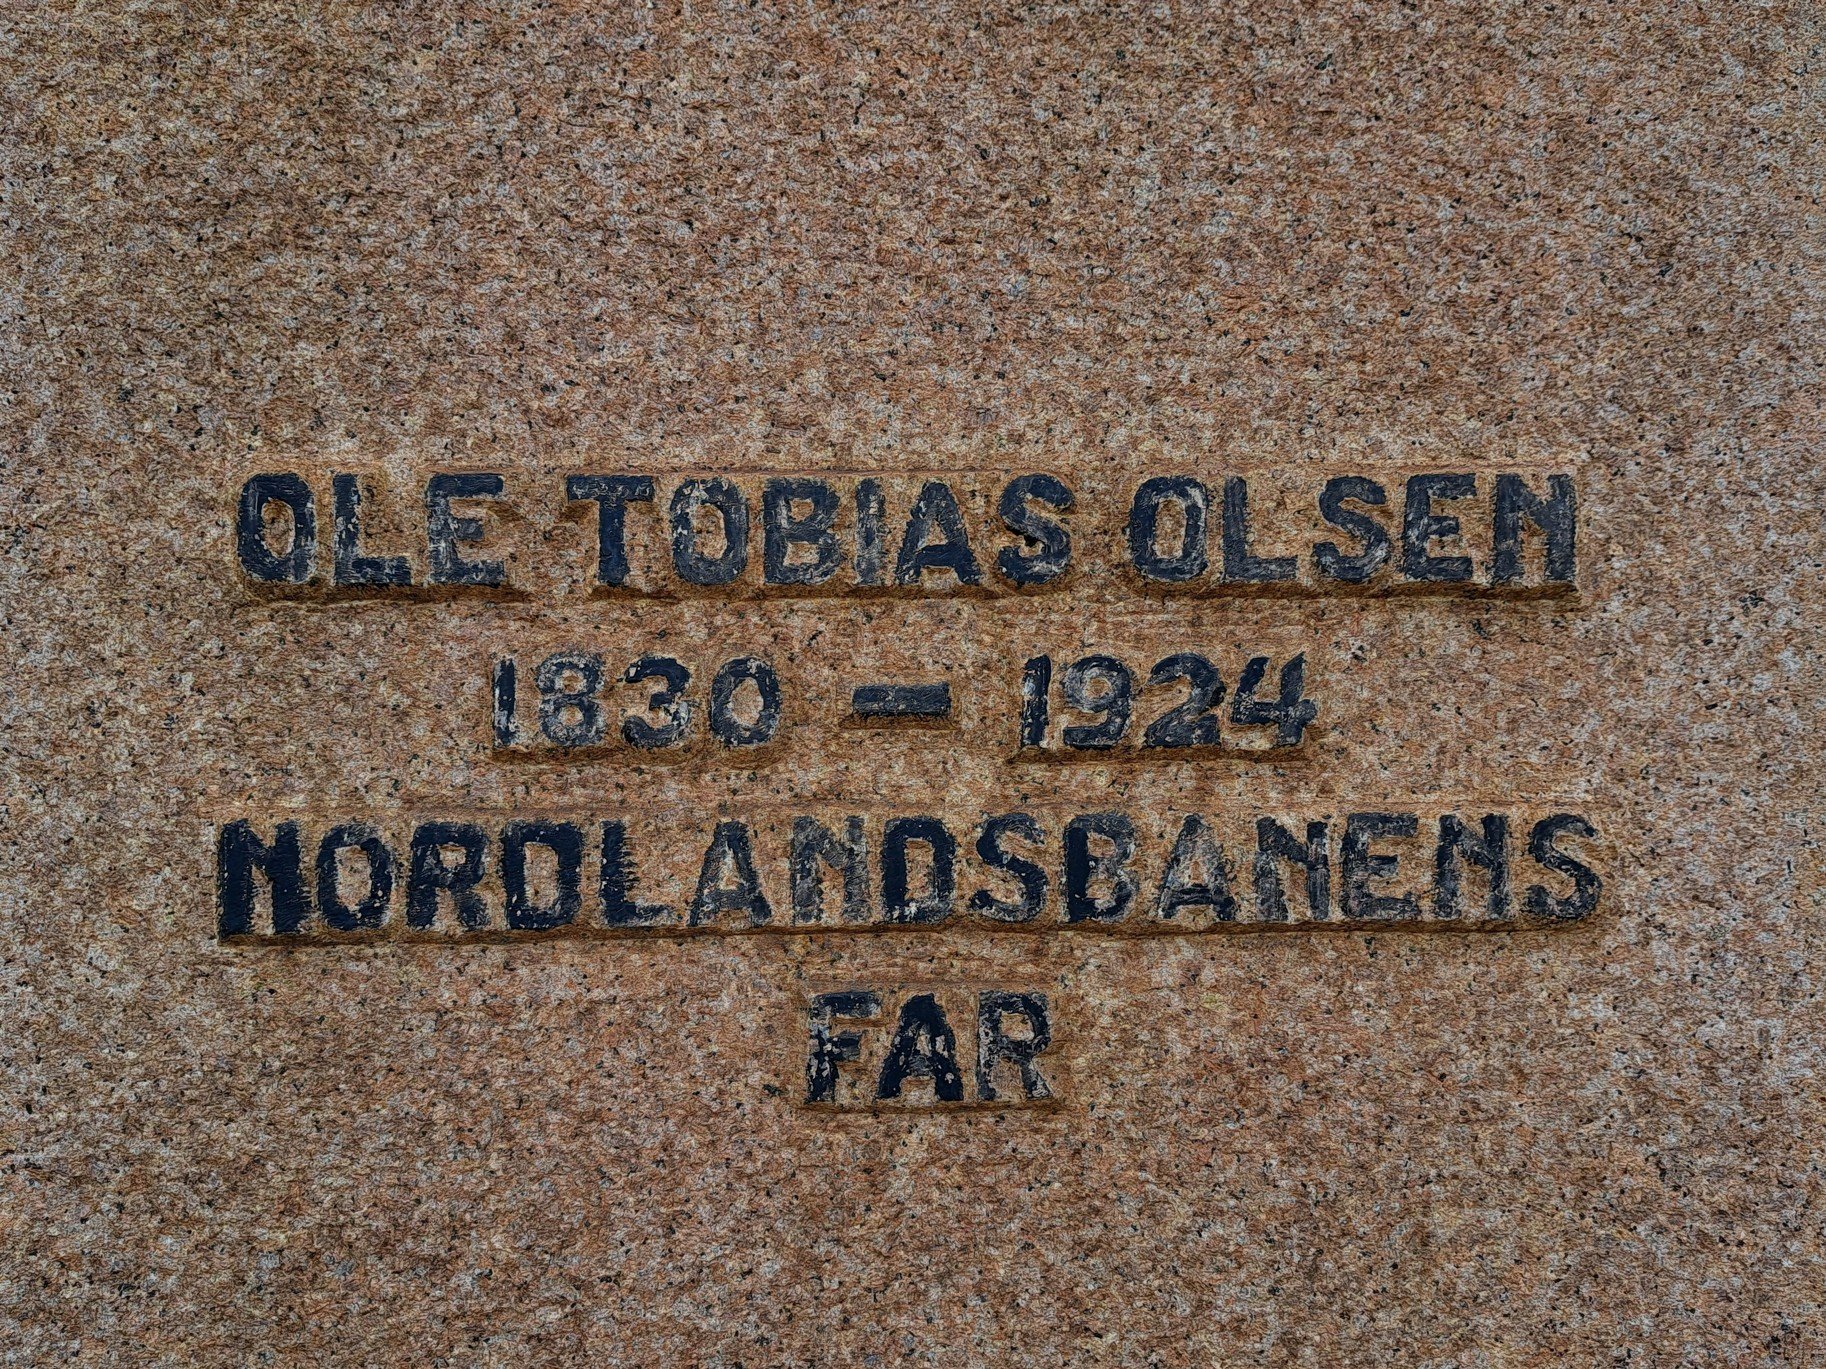 OLE TOBIAS OLSEN
1830 – 1924
NORDLANDSBANENS
FAR